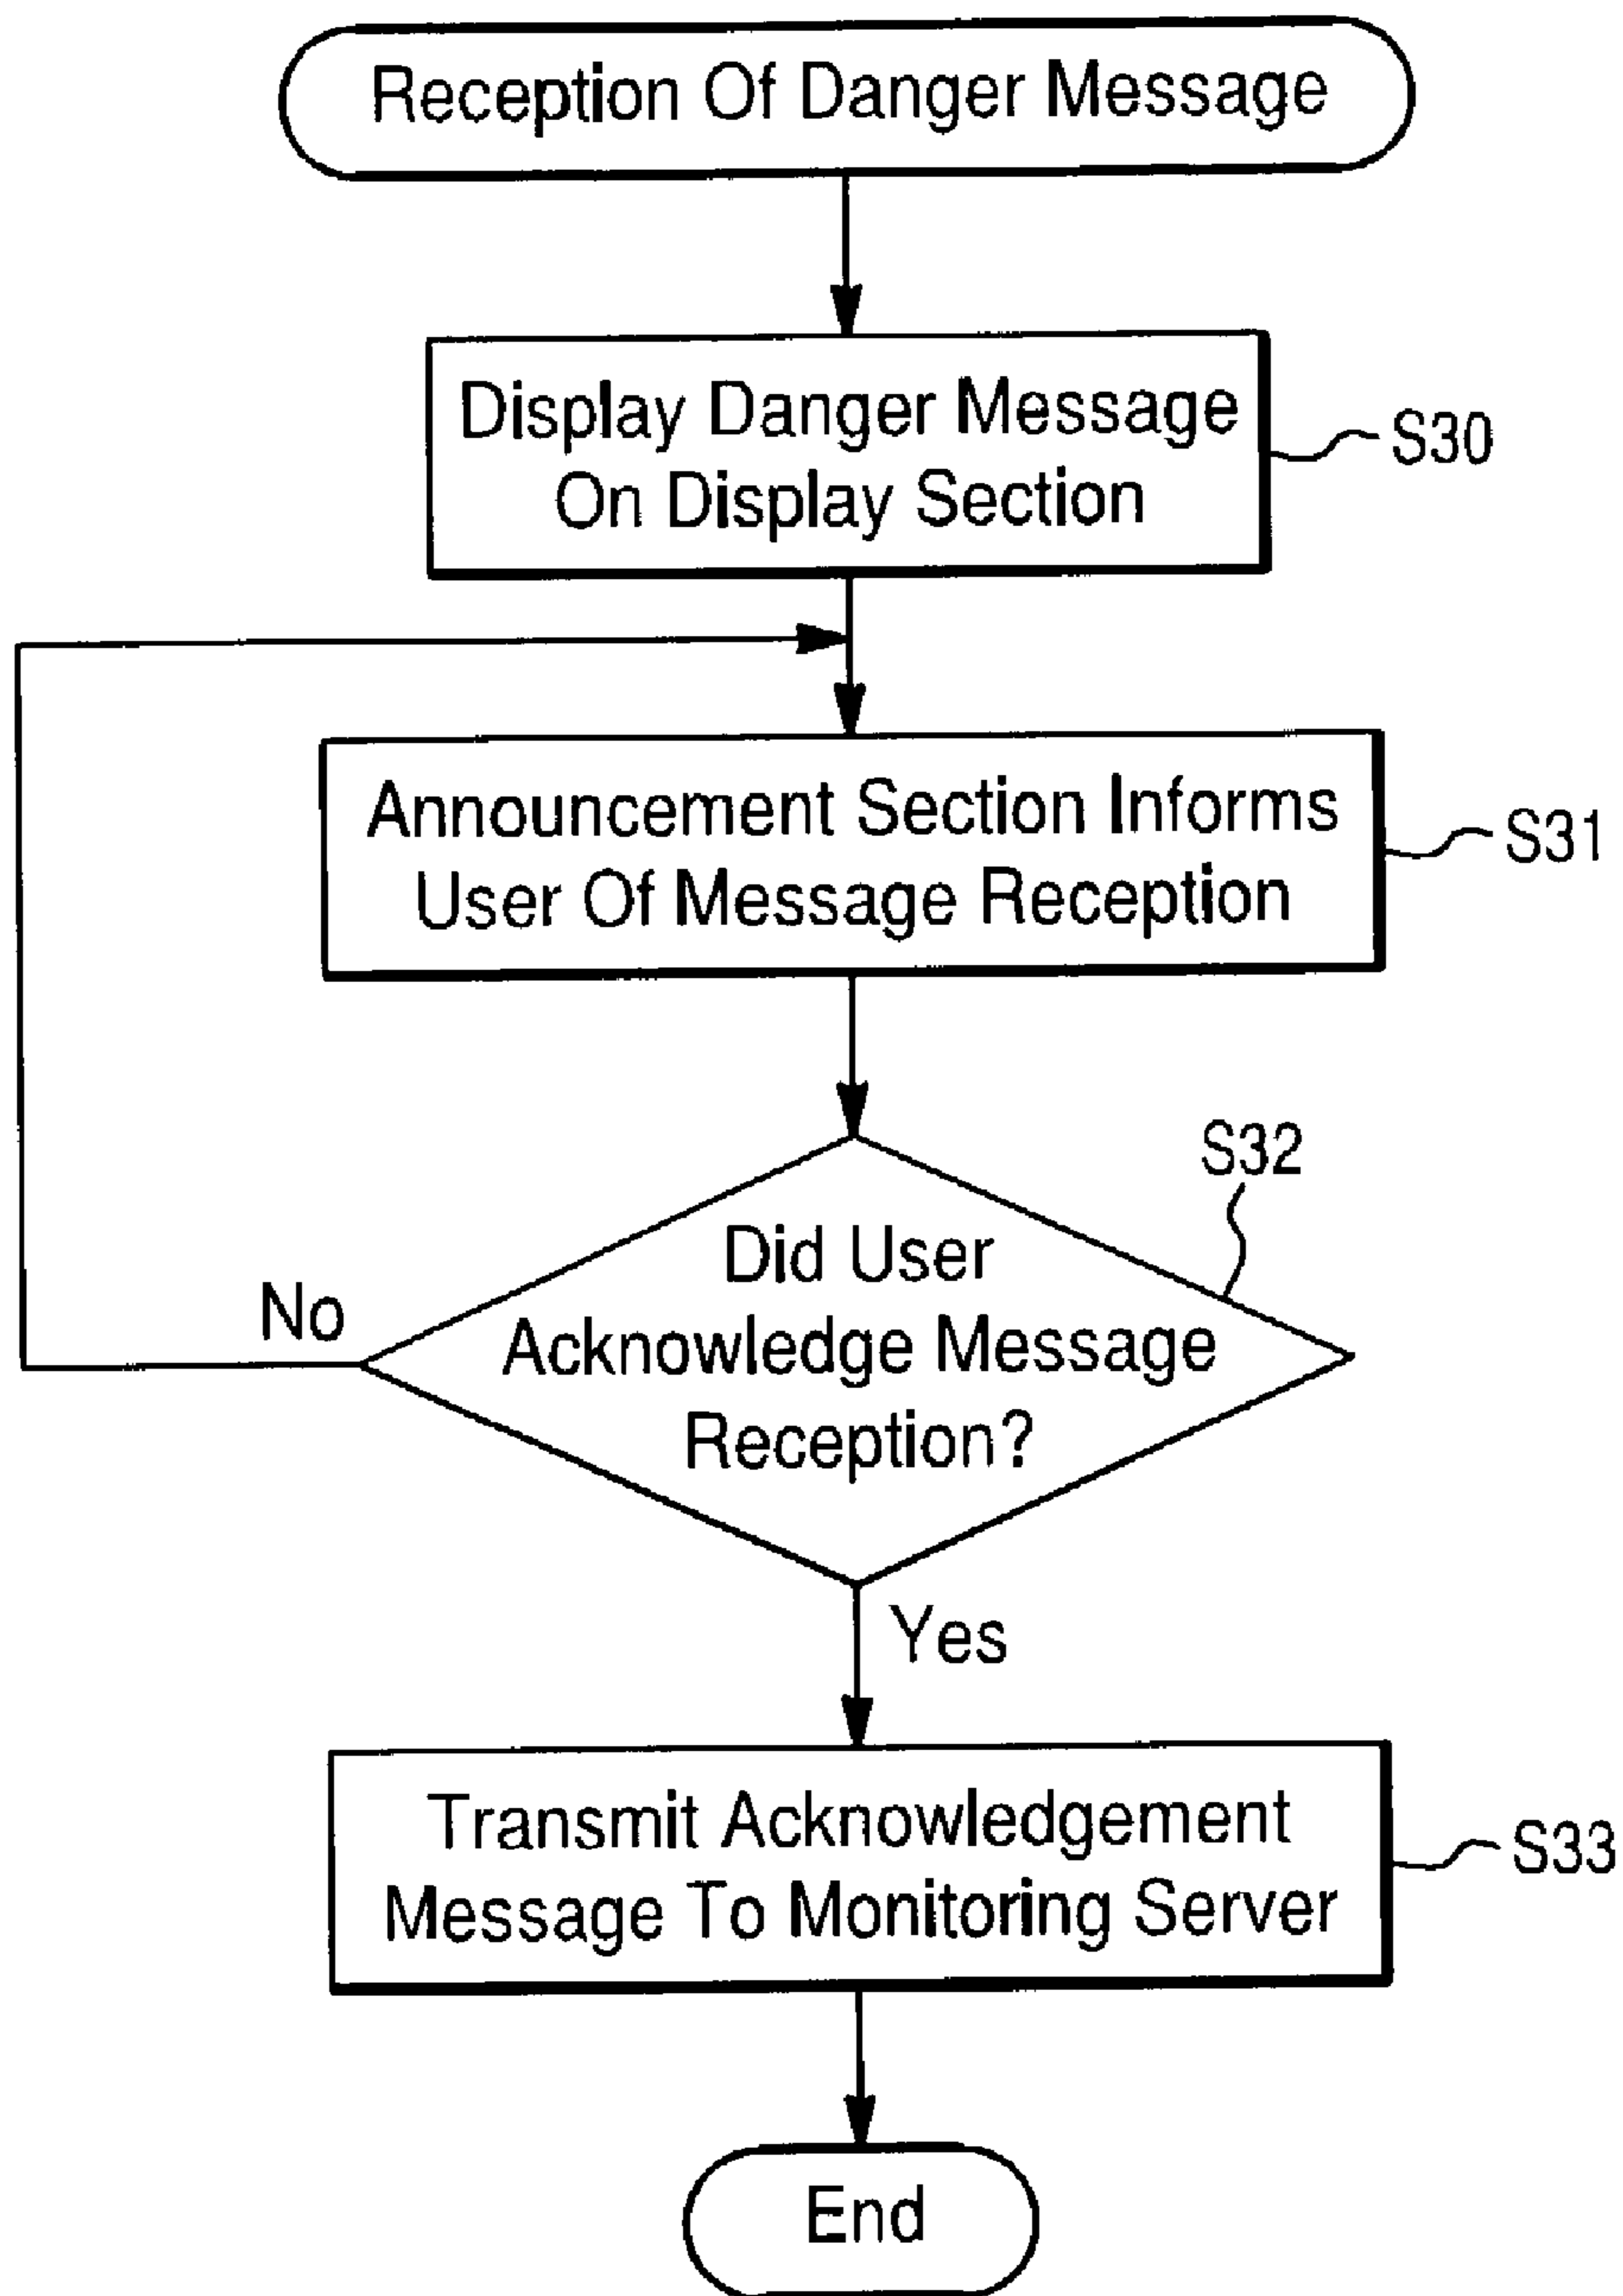 Reception Of Danger Message
Display Danger Message
On Display Section
S30
Announcement Section Informs
User Of Message Reception
S31
S32
Did User
Acknowledge Message
Reception?
No
Yes
Transmit Acknowledgement
Message To Monitoring Server
S33
End